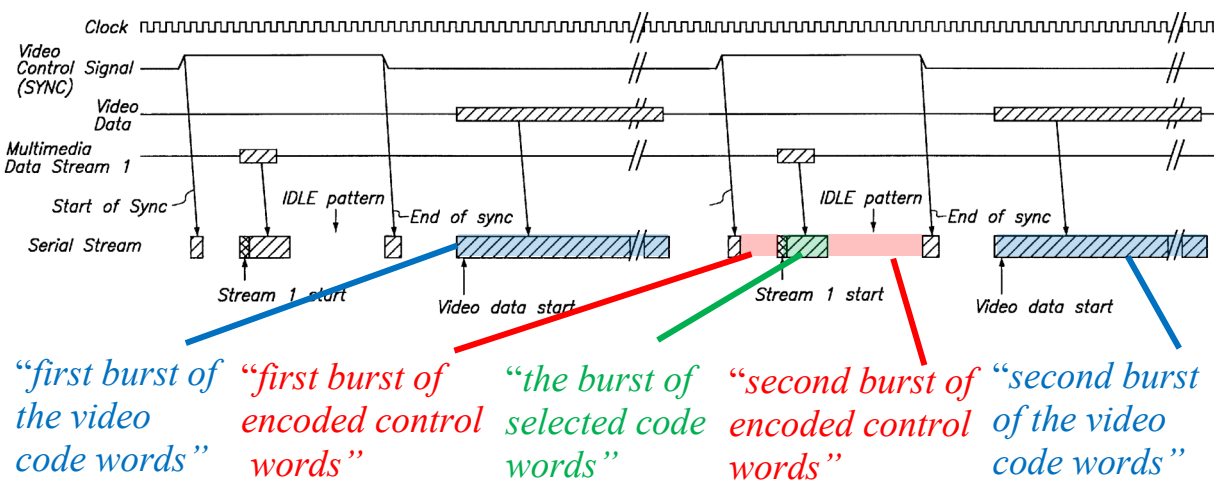 Clock
Video
Control Signal
(SYNC)
Video
Data
Multimedia
Data Stream 1
Start of Sync
IDLE pattern
End of sync
IDLE pattern
End of sync
Serial Stream
Stream 1 start
Video data start
Stream 1 start
Video data start
“first burst of
the video
code words”
“first burst of
encoded control
words”
“the burst of
selected code
words”
“second burst of
encoded control
words”
“second burst
of the video
code words”